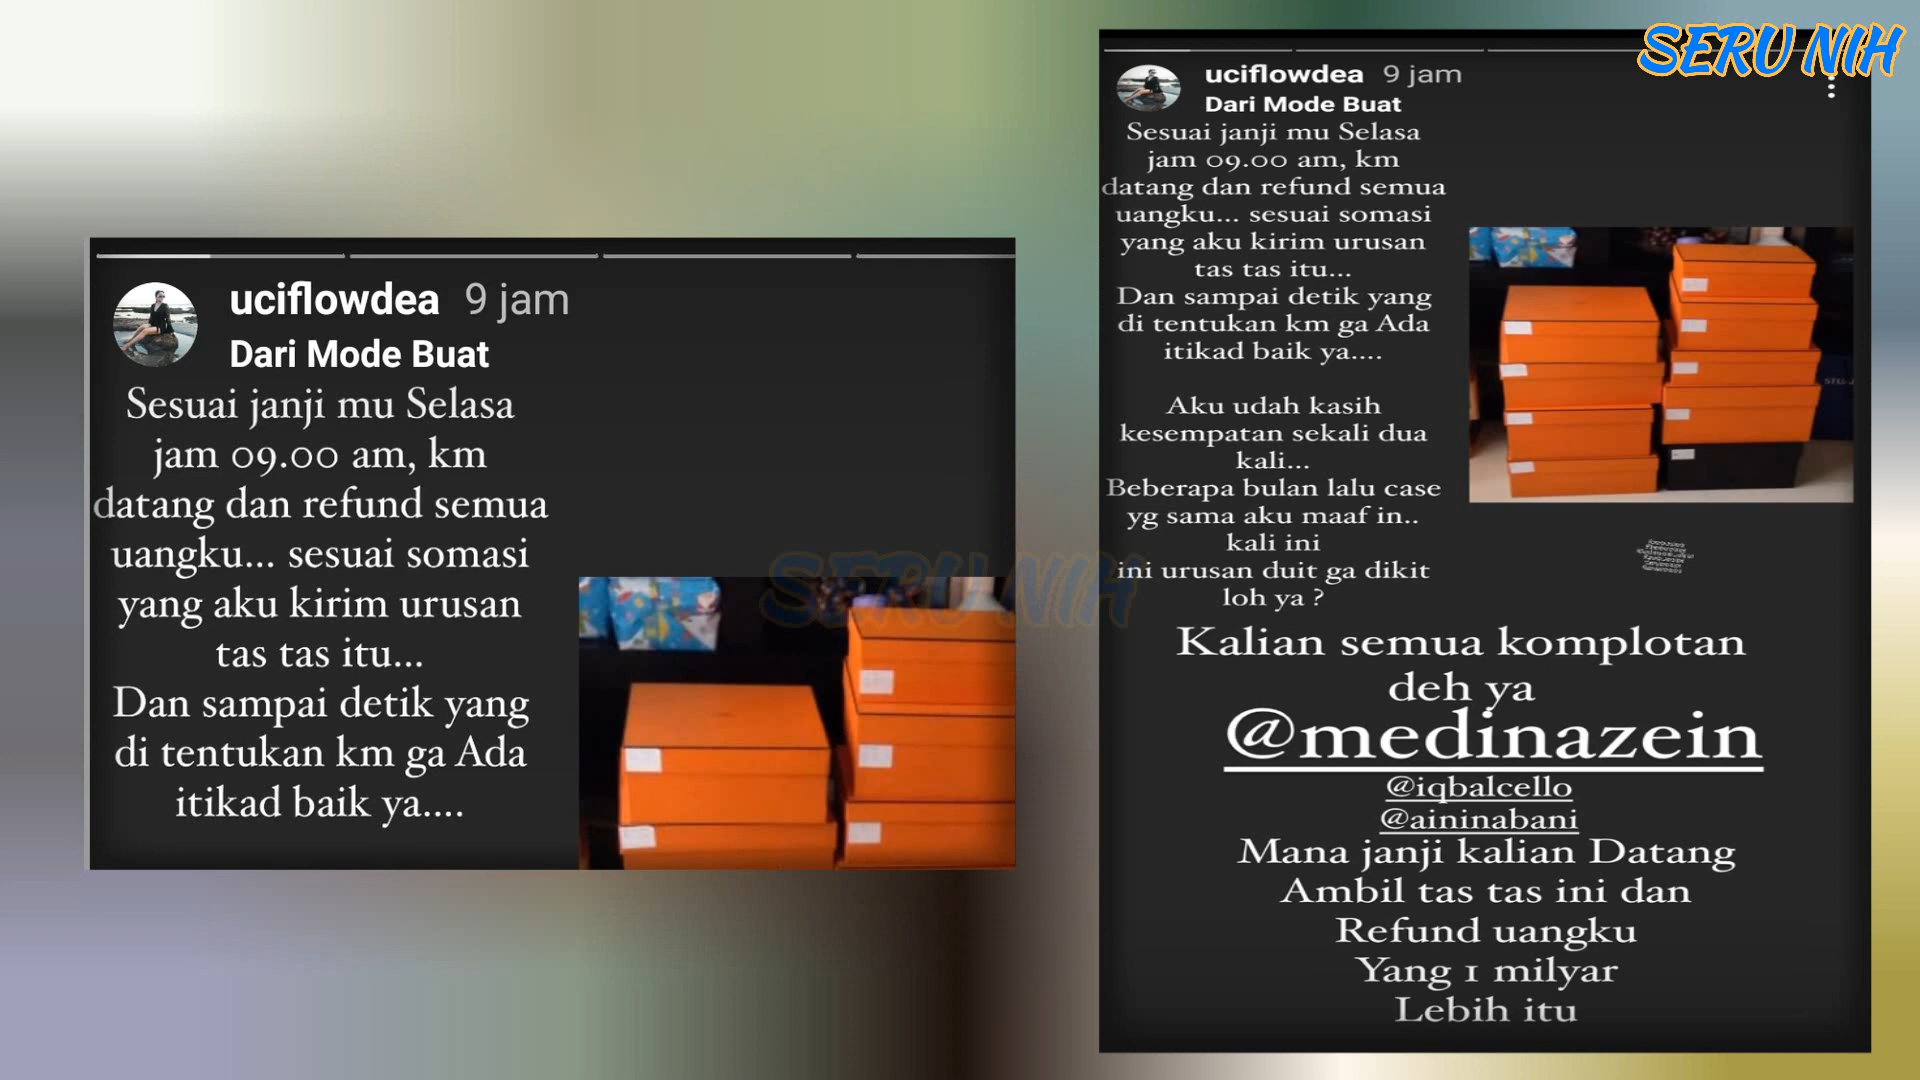 SERU NIH
uciflowdea 9 jam
Dari Mode Buat
Sesuai janji mu Selasa
jam 09.00 am, km
datang dan refund semua
uangku... sesuai somasi
yang aku kirim urusan
tas tas itu...
Dan sampai detik yang
di tentukan km ga Ada
itikad baik ya....
SERU NIH
uciflowdea 9 jam
Dari Mode Buat
Sesuai janji mu Selasa
jam 09.00 am, km
datang dan refund semua
uangku... sesuai somasi
yang aku kirim urusan
tas tas itu...
Dan sampai detik yang
di tentukan km ga Ada
itikad baik ya....
Aku udah kasih
kesempatan sekali dua
kali...
Beberapa bulan lalu case
yg sama aku maaf in..
kali ini
ini urusan duit ga dikit
loh ya ?
Kalian semua komplotan
deh ya
@medinazein
@iqbalcello
@aininabani
Mana janji kalian Datang
Ambil tas tas ini dan
Refund uangku
Yang 1 milyar
Lebih itu